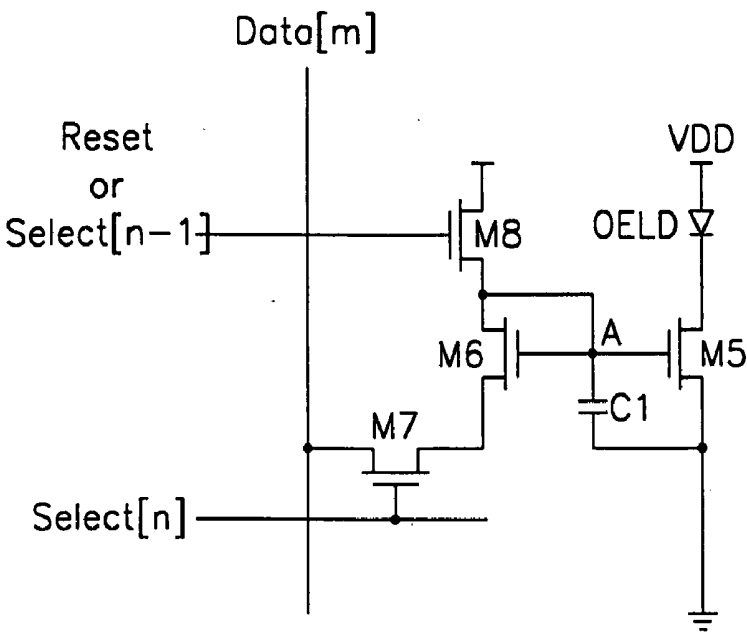 Data[m]
Reset
or
Select[n-1]
VDD
M8
OELD
M6
A
M5
C1
M7
Select[n]